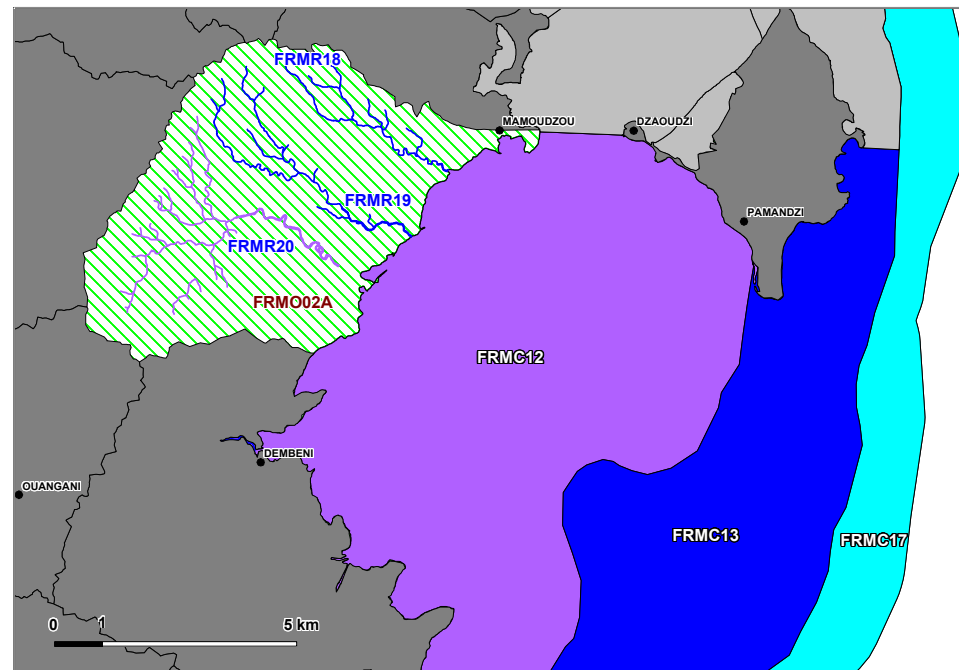 FRMR18
MAMOUDZOU
DZAOUDZI
FRMR19
PAMANDZI
FRMR20
FRMO02A
FRMC12
DEMBENI
OUANGANI
FRMC13
FRMC17
0 1 5 km